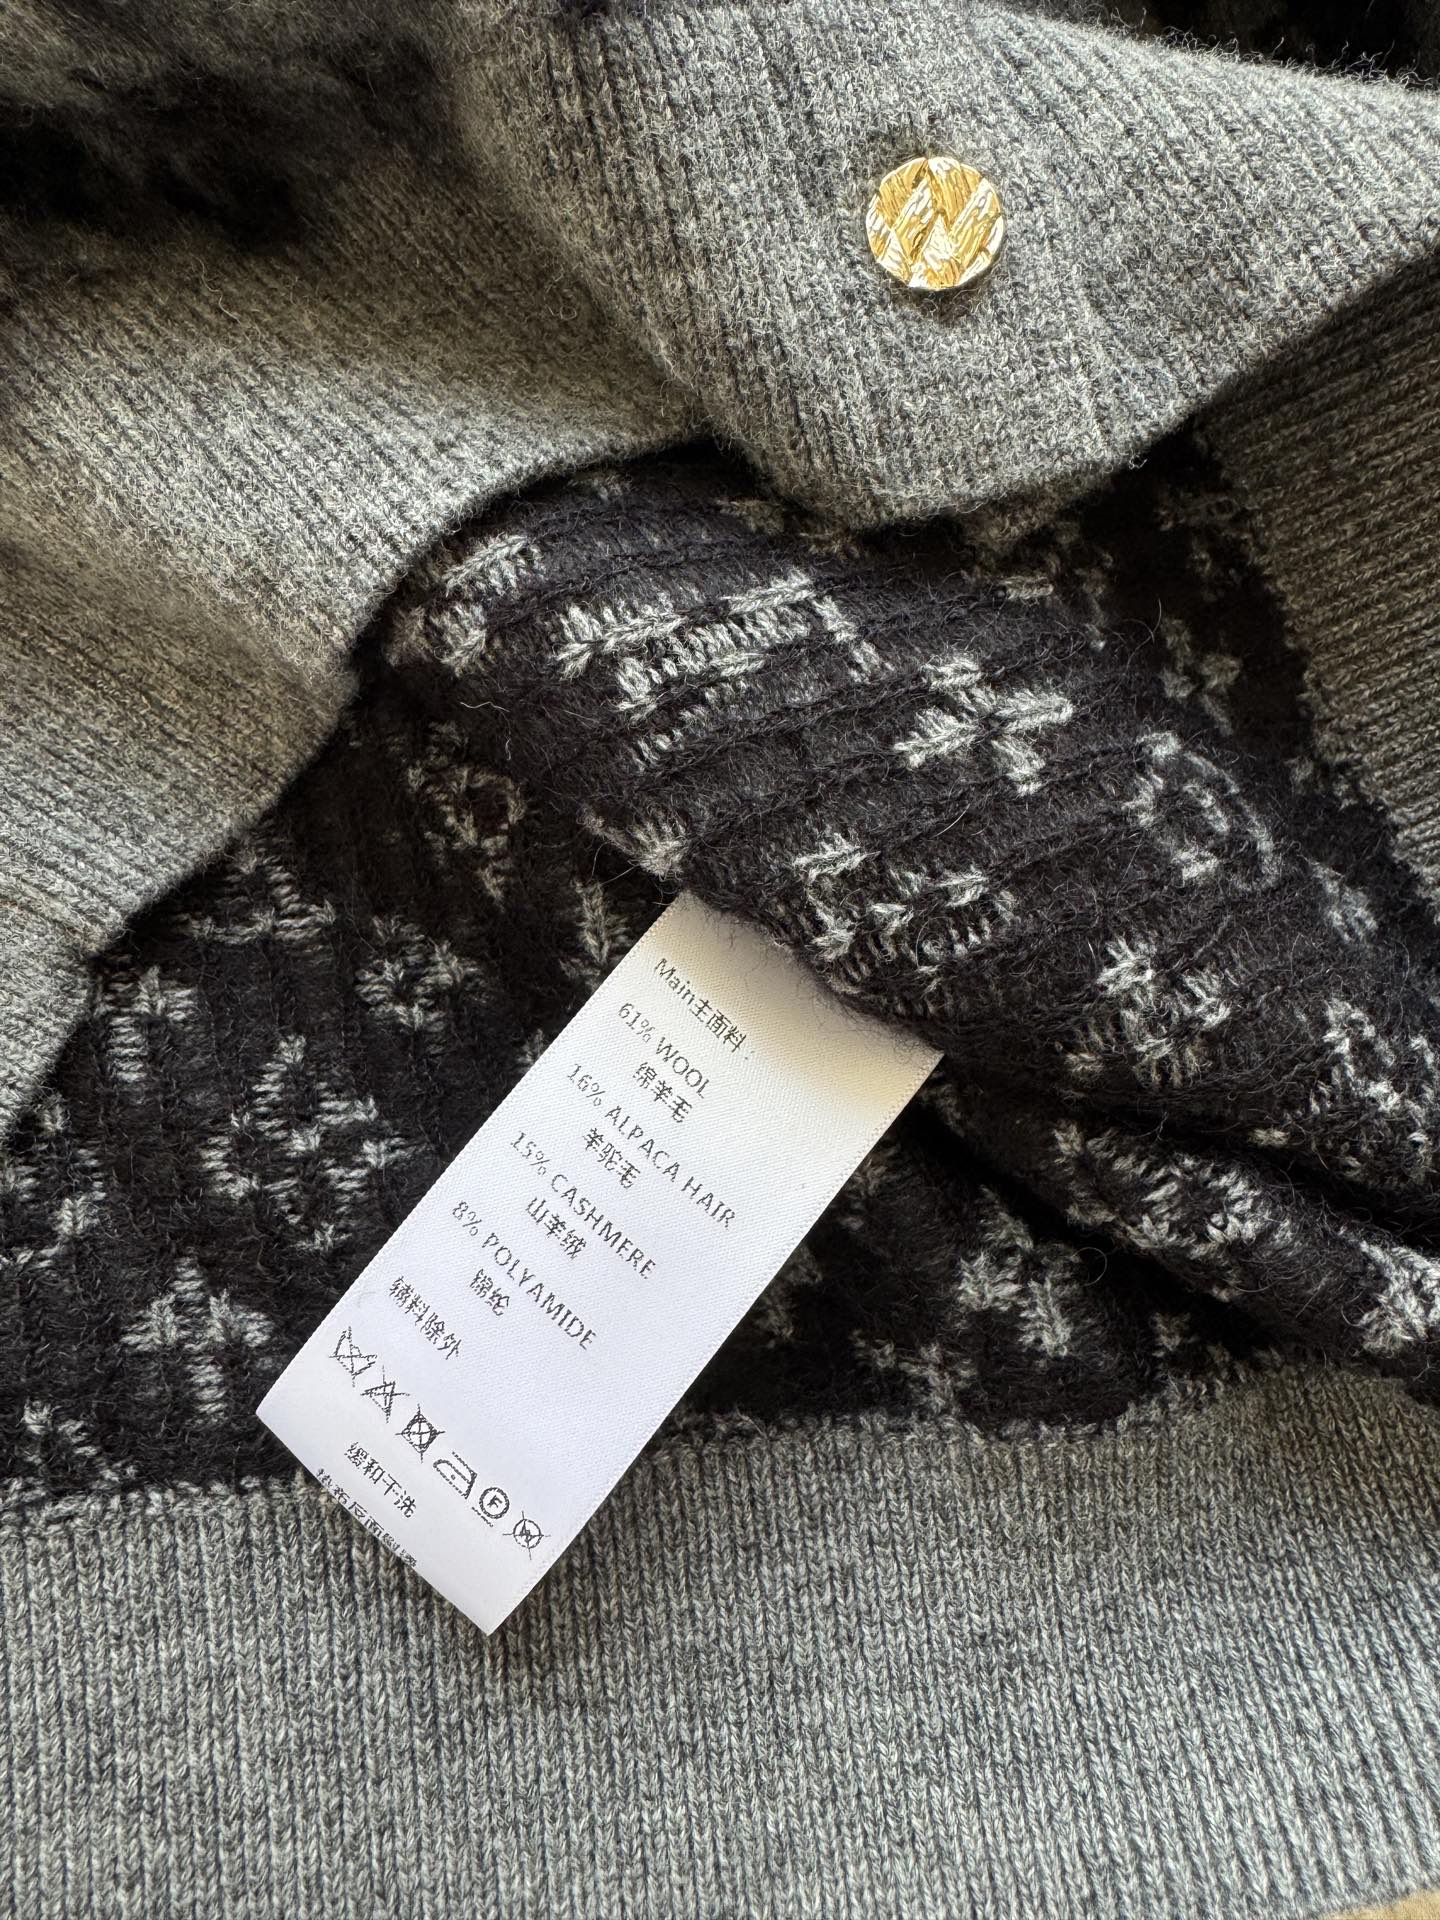 Main主面料:
61% WOOL
绵羊毛
16% ALPACA HAIR
羊驼毛
15% CASHMERE
山羊绒
8% POLYAMIDE
锦纶
辅料除外
F
W
缓和干洗